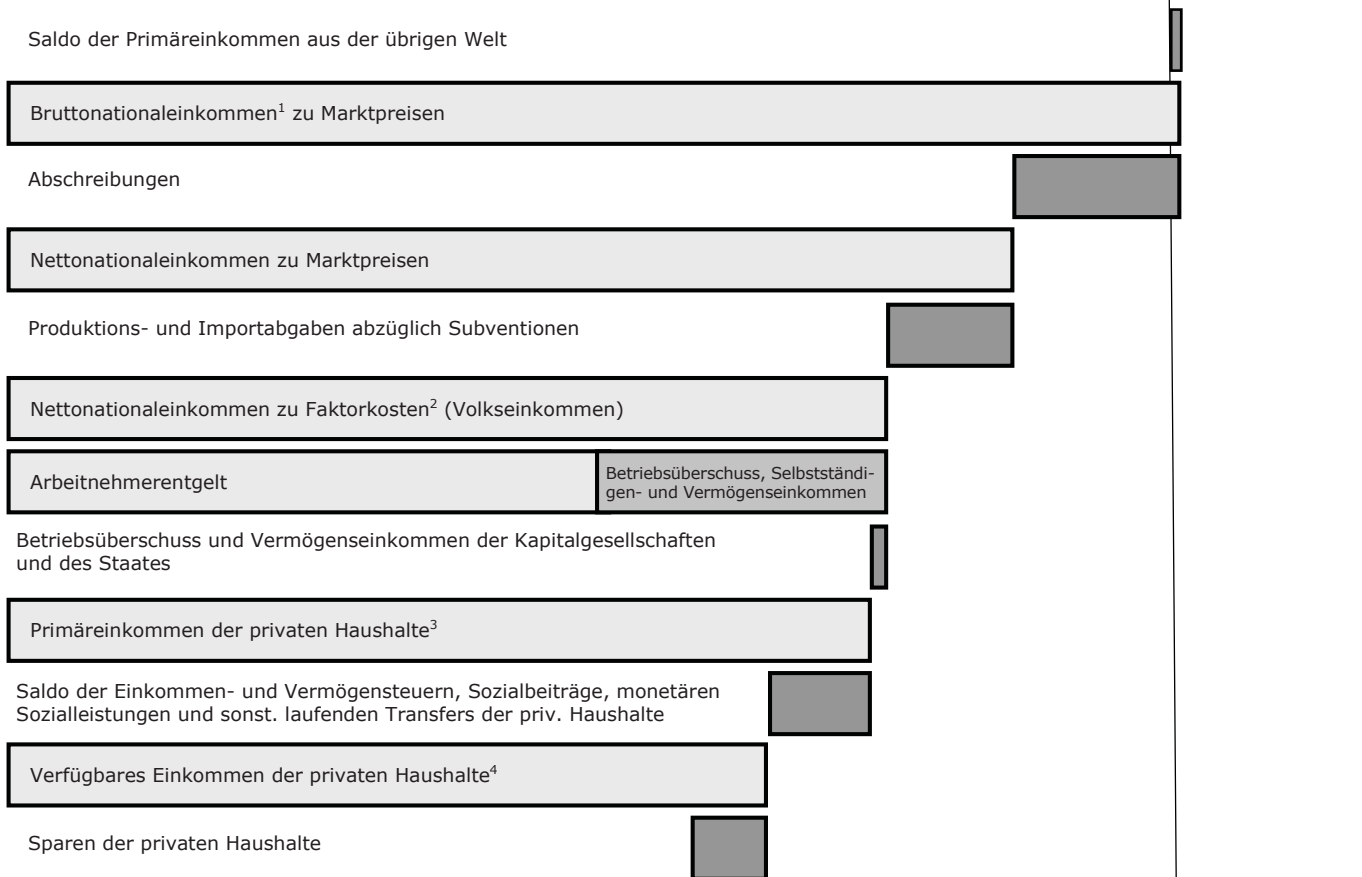 Saldo der Primäreinkommen aus der übrigen Welt
Bruttonationaleinkommen¹ zu Marktpreisen
Abschreibungen
Nettonationaleinkommen zu Marktpreisen
Produktions- und Importabgaben abzüglich Subventionen
Nettonationaleinkommen zu Faktorkosten² (Volkseinkommen)
Arbeitnehmerentgelt
Betriebsüberschuss, Selbstständi-
gen- und Vermögenseinkommen
Betriebsüberschuss und Vermögenseinkommen der Kapitalgesellschaften
und des Staates
Primäreinkommen der privaten Haushalte³
Saldo der Einkommen- und Vermögensteuern, Sozialbeiträge, monetären
Sozialleistungen und sonst. laufenden Transfers der priv. Haushalte
Verfügbares Einkommen der privaten Haushalte⁴
Sparen der privaten Haushalte